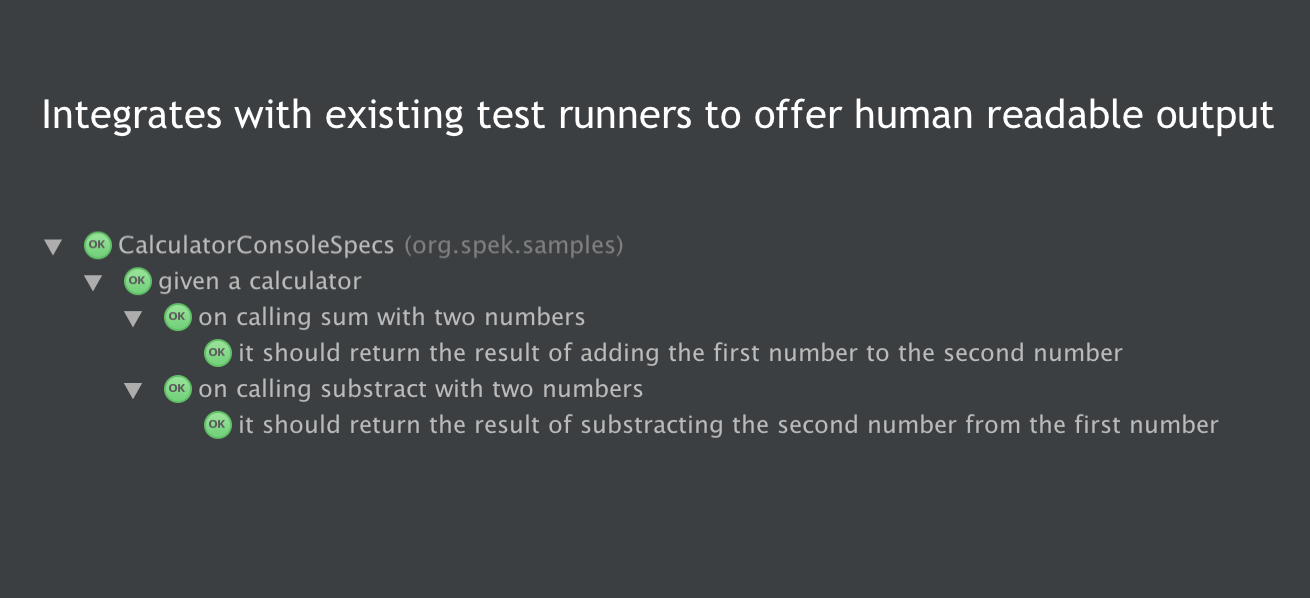 Integrates with existing test runners to offer human readable output
OK CalculatorConsoleSpecs (org.spek.samples)
OK given a calculator
OK on calling sum with two numbers
OK it should return the result of adding the first number to the second number
OK on calling substract with two numbers
OK it should return the result of substracting the second number from the first number